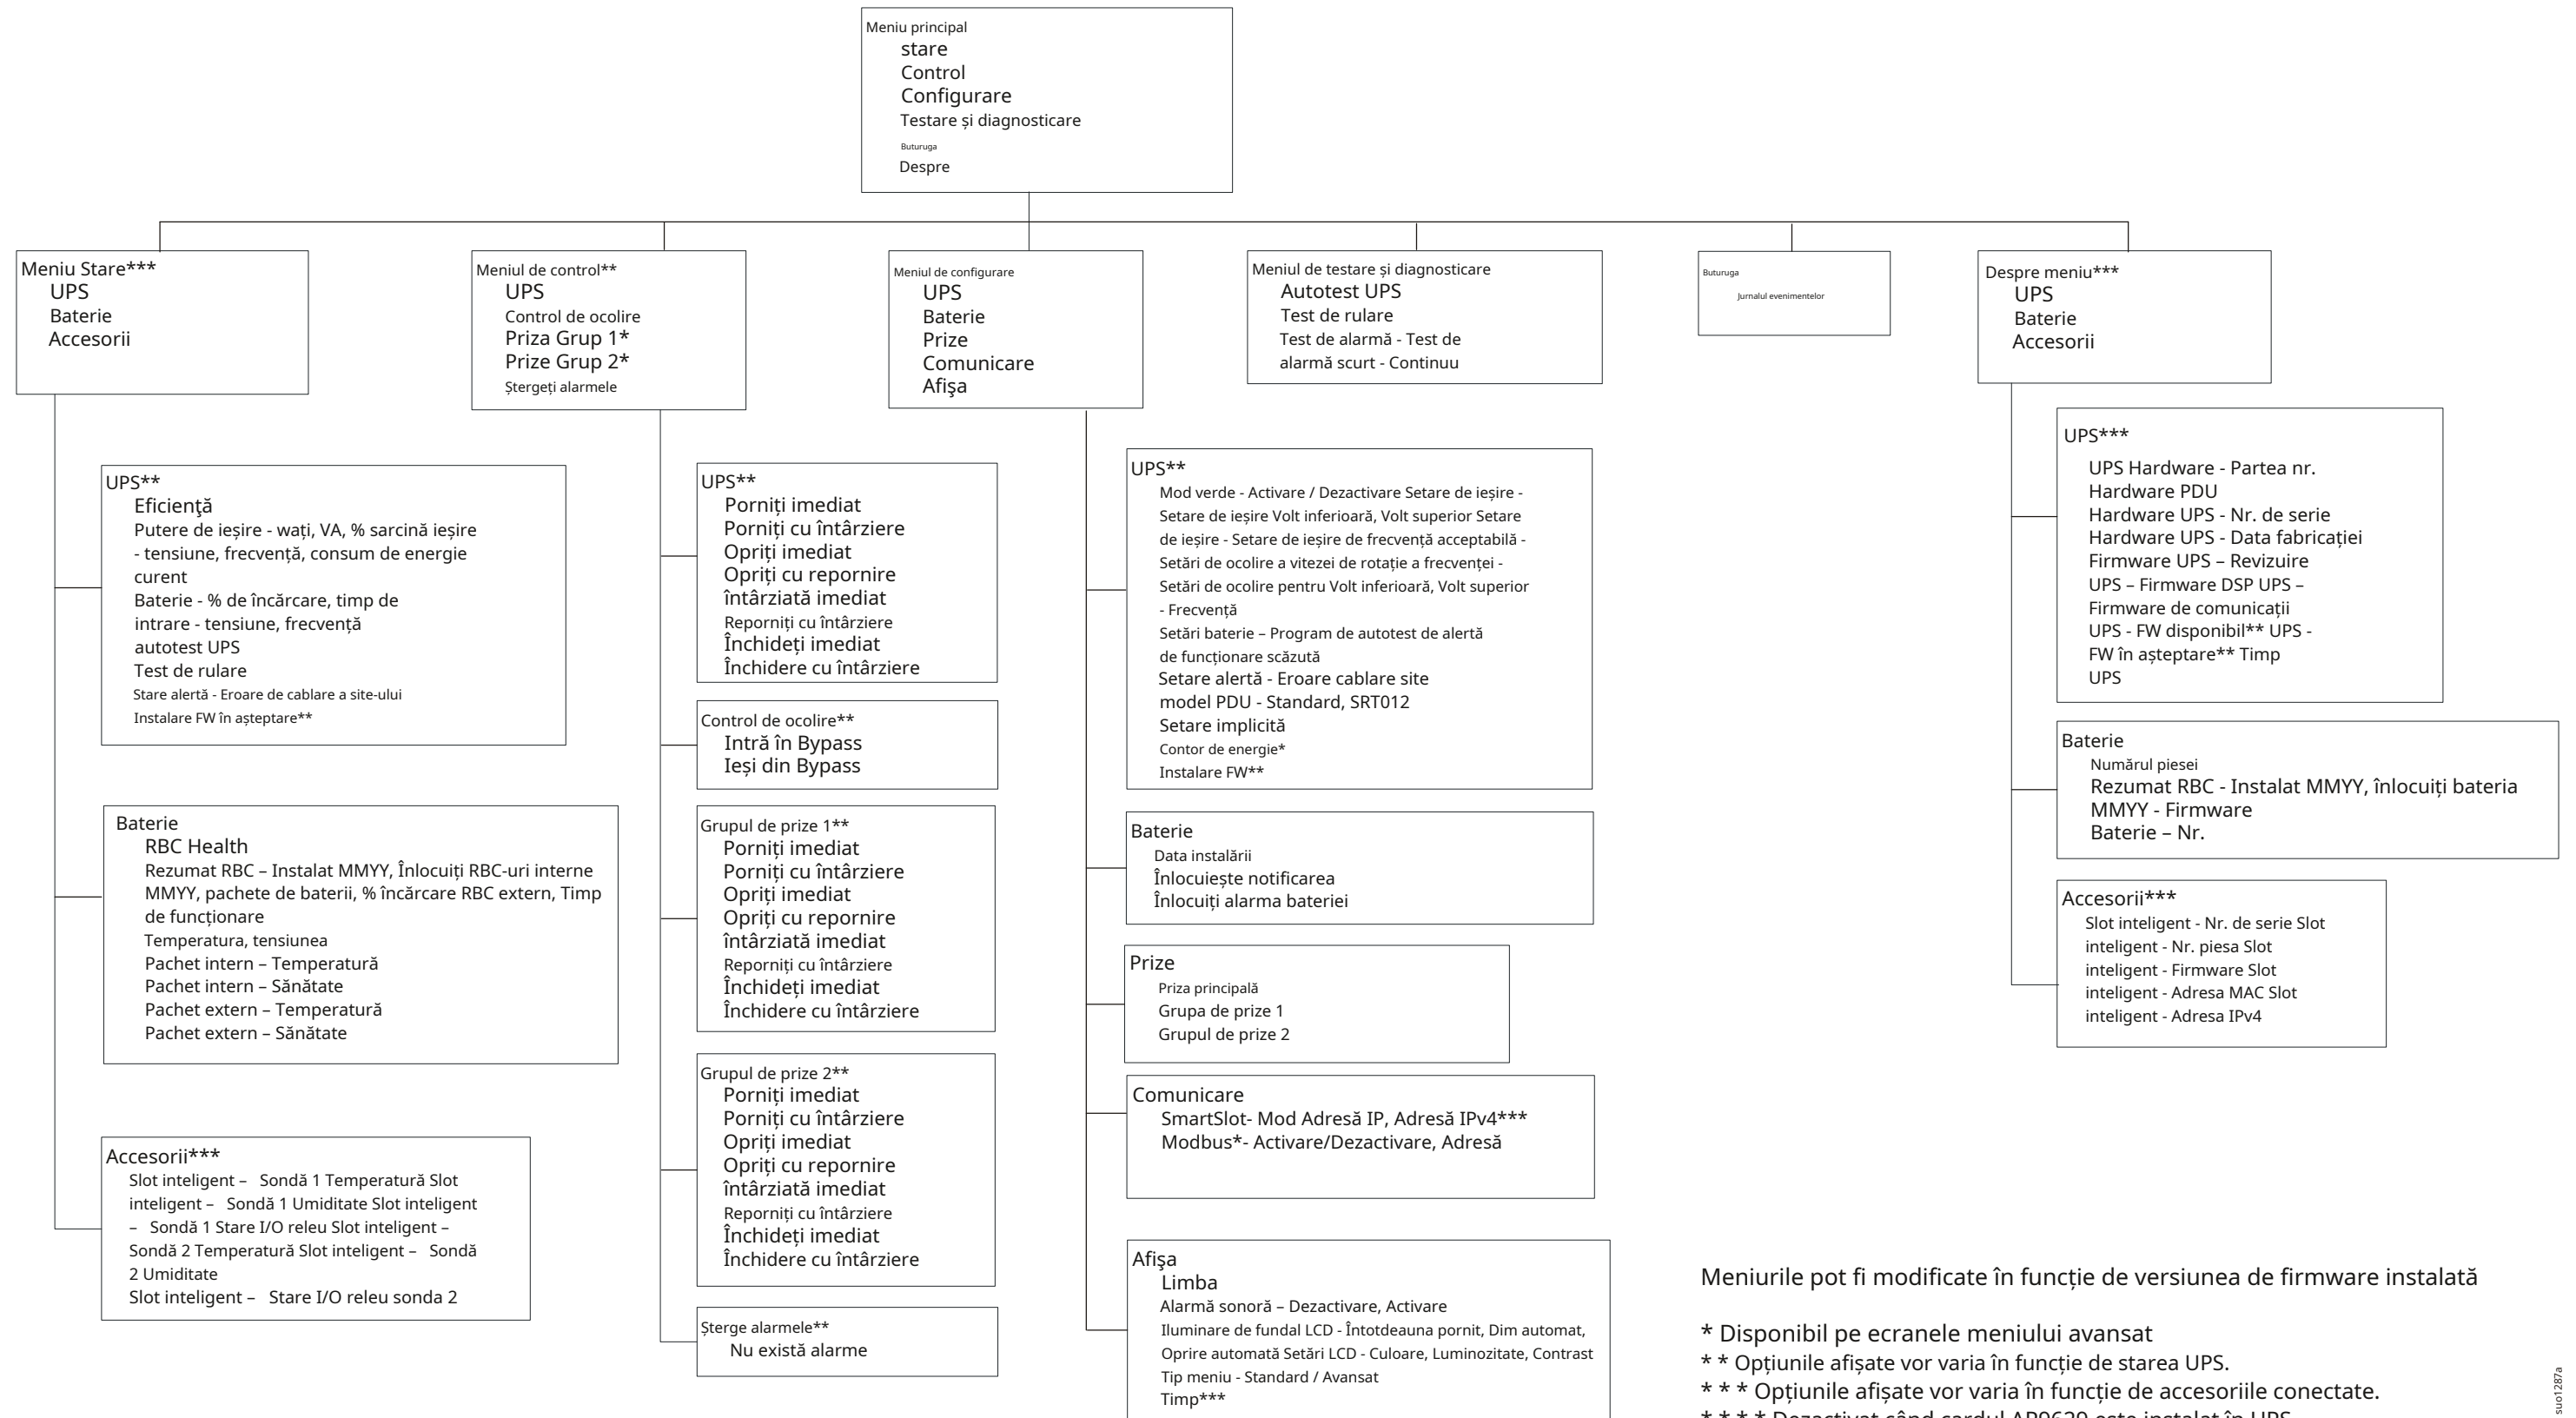 Meniu principal
stare
Control
Configurare
Testare și diagnosticare
Buturuga
Despre
Meniu Stare***
UPS
Baterie
Accesorii
Meniul de control**
UPS
Control de ocolire
Priza Grup 1*
Prize Grup 2*
Ștergeți alarmele
Meniul de configurare
UPS
Baterie
Prize
Comunicare
Afişa
Meniul de testare și diagnosticare
Autotest UPS
Test de rulare
Test de alarmă - Test de
alarmă scurt - Continuu
Buturuga
Jurnalul evenimentelor
Despre meniu***
UPS
Baterie
Accesorii
UPS**
Eficienţă
Putere de ieșire - wați, VA, % sarcină ieșire
- tensiune, frecvență, consum de energie
curent
Baterie - % de încărcare, timp de
intrare - tensiune, frecvență
autotest UPS
Test de rulare
Stare alertă - Eroare de cablare a site-ului
Instalare FW în așteptare**
Baterie
RBC Health
Rezumat RBC – Instalat MMYY, Înlocuiți RBC-uri interne
MMYY, pachete de baterii, % încărcare RBC extern, Timp
de funcționare
Temperatura, tensiunea
Pachet intern – Temperatură
Pachet intern – Sănătate
Pachet extern – Temperatură
Pachet extern – Sănătate
Accesorii***
Slot inteligent – Sondă 1 Temperatură Slot
inteligent – Sondă 1 Umiditate Slot inteligent
– Sondă 1 Stare I/O releu Slot inteligent –
Sondă 2 Temperatură Slot inteligent – Sondă
2 Umiditate
Slot inteligent – Stare I/O releu sonda 2
UPS**
Porniți imediat
Porniți cu întârziere
Opriți imediat
Opriți cu repornire
întârziată imediat
Reporniți cu întârziere
Închideți imediat
Închidere cu întârziere
Control de ocolire**
Intră în Bypass
Ieși din Bypass
Grupul de prize 1**
Porniți imediat
Porniți cu întârziere
Opriți imediat
Opriți cu repornire
întârziată imediat
Reporniți cu întârziere
Închideți imediat
Închidere cu întârziere
Grupul de prize 2**
Porniți imediat
Porniți cu întârziere
Opriți imediat
Opriți cu repornire
întârziată imediat
Reporniți cu întârziere
Închideți imediat
Închidere cu întârziere
Șterge alarmele**
Nu există alarme
UPS**
Mod verde - Activare / Dezactivare Setare de ieșire -
Setare de ieșire Volt inferioară, Volt superior Setare
de ieșire - Setare de ieșire de frecvență acceptabilă -
Setări de ocolire a vitezei de rotație a frecvenței -
Setări de ocolire pentru Volt inferioară, Volt superior
- Frecvență
Setări baterie – Program de autotest de alertă
de funcționare scăzută
Setare alertă - Eroare cablare site
model PDU - Standard, SRT012
Setare implicită
Contor de energie*
Instalare FW**
Baterie
Data instalării
Înlocuiește notificarea
Înlocuiți alarma bateriei
Prize
Priza principală
Grupa de prize 1
Grupul de prize 2
Comunicare
SmartSlot- Mod Adresă IP, Adresă IPv4***
Modbus*- Activare/Dezactivare, Adresă
Afişa
Limba
Alarmă sonoră – Dezactivare, Activare
Iluminare de fundal LCD - Întotdeauna pornit, Dim automat,
Oprire automată Setări LCD - Culoare, Luminozitate, Contrast
Tip meniu - Standard / Avansat
Timp***
UPS***
UPS Hardware - Partea nr.
Hardware PDU
Hardware UPS - Nr. de serie
Hardware UPS - Data fabricației
Firmware UPS – Revizuire
UPS – Firmware DSP UPS –
Firmware de comunicații
UPS - FW disponibil** UPS -
FW în așteptare** Timp
UPS
Baterie
Numărul piesei
Rezumat RBC - Instalat MMYY, înlocuiți bateria
MMYY - Firmware
Baterie – Nr.
Accesorii***
Slot inteligent - Nr. de serie Slot
inteligent - Nr. piesa Slot
inteligent - Firmware Slot
inteligent - Adresa MAC Slot
inteligent - Adresa IPv4
Meniurile pot fi modificate în funcție de versiunea de firmware instalată
* Disponibil pe ecranele meniului avansat
* * Opțiunile afișate vor varia în funcție de starea UPS.
* * * Opțiunile afișate vor varia în funcție de accesoriile conectate.
* * * * Dezactivat când cardul AP9620 este instalat în UPS
suo1287a